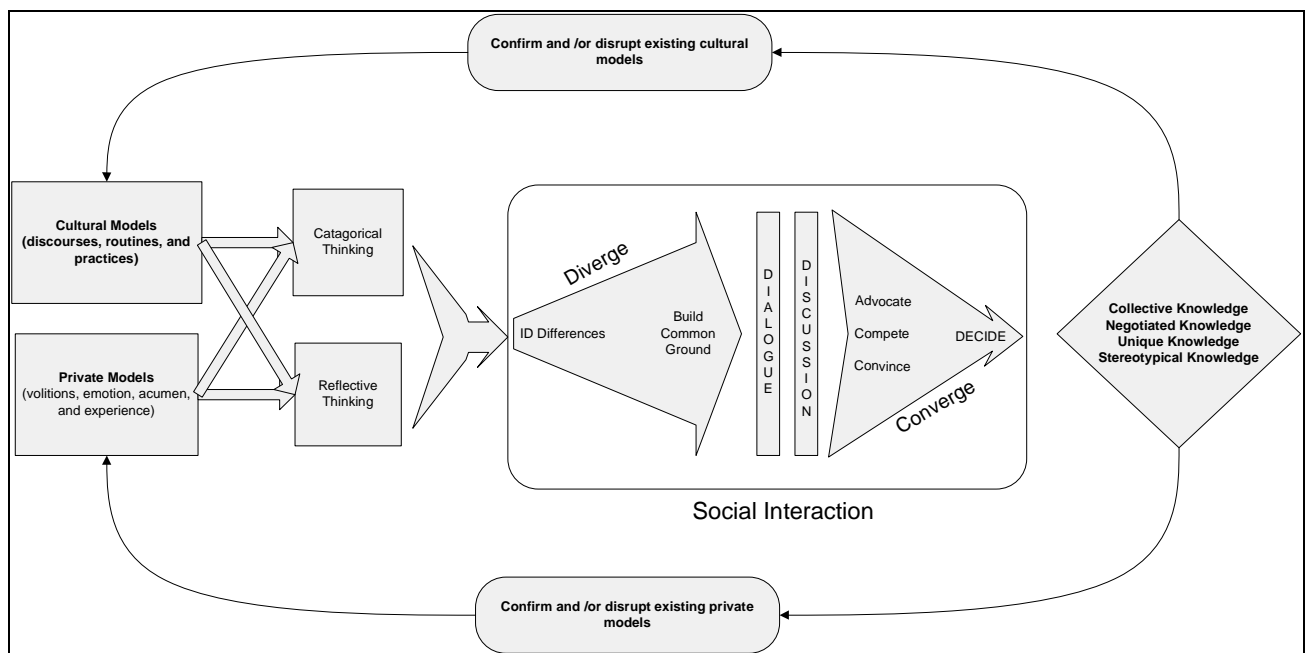 Confirm and /or disrupt existing cultural
models
Cultural Models
(discourses, routines, and
practices)
Private Models
(volitions, emotion, acumen,
and experience)
Catagorical
Thinking
Reflective
Thinking
Diverge
ID Differences
Build
Common
Ground
DIALOGUE
DISCUSSION
Advocate
Compete
Convince
DECIDE
Converge
Social Interaction
Collective Knowledge
Negotiated Knowledge
Unique Knowledge
Stereotypical Knowledge
Confirm and /or disrupt existing private
models